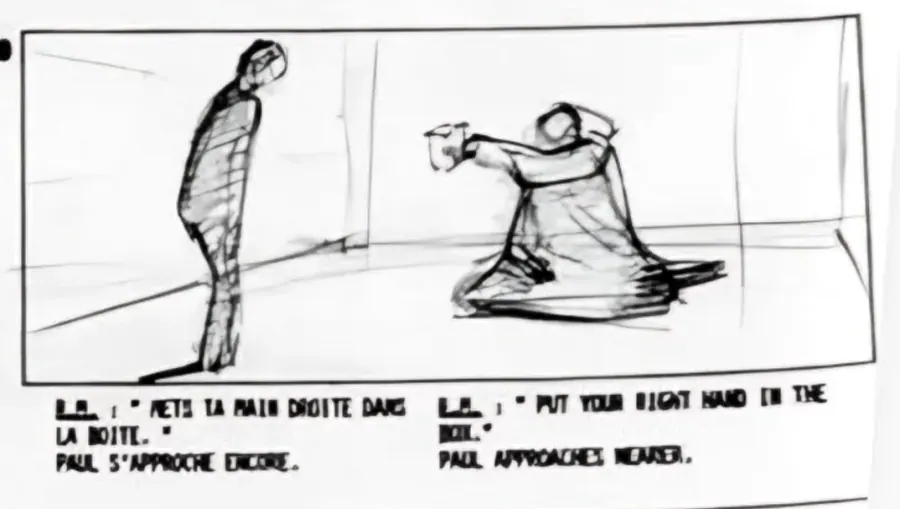 R.M. : " METS TA MAIN DROITE DANS
LA BOITE. "
PAUL S'APPROCHE ENCORE.
R.M. : " PUT YOUR RIGHT HAND IN THE
BOX."
PAUL APPROACHES NEARER.